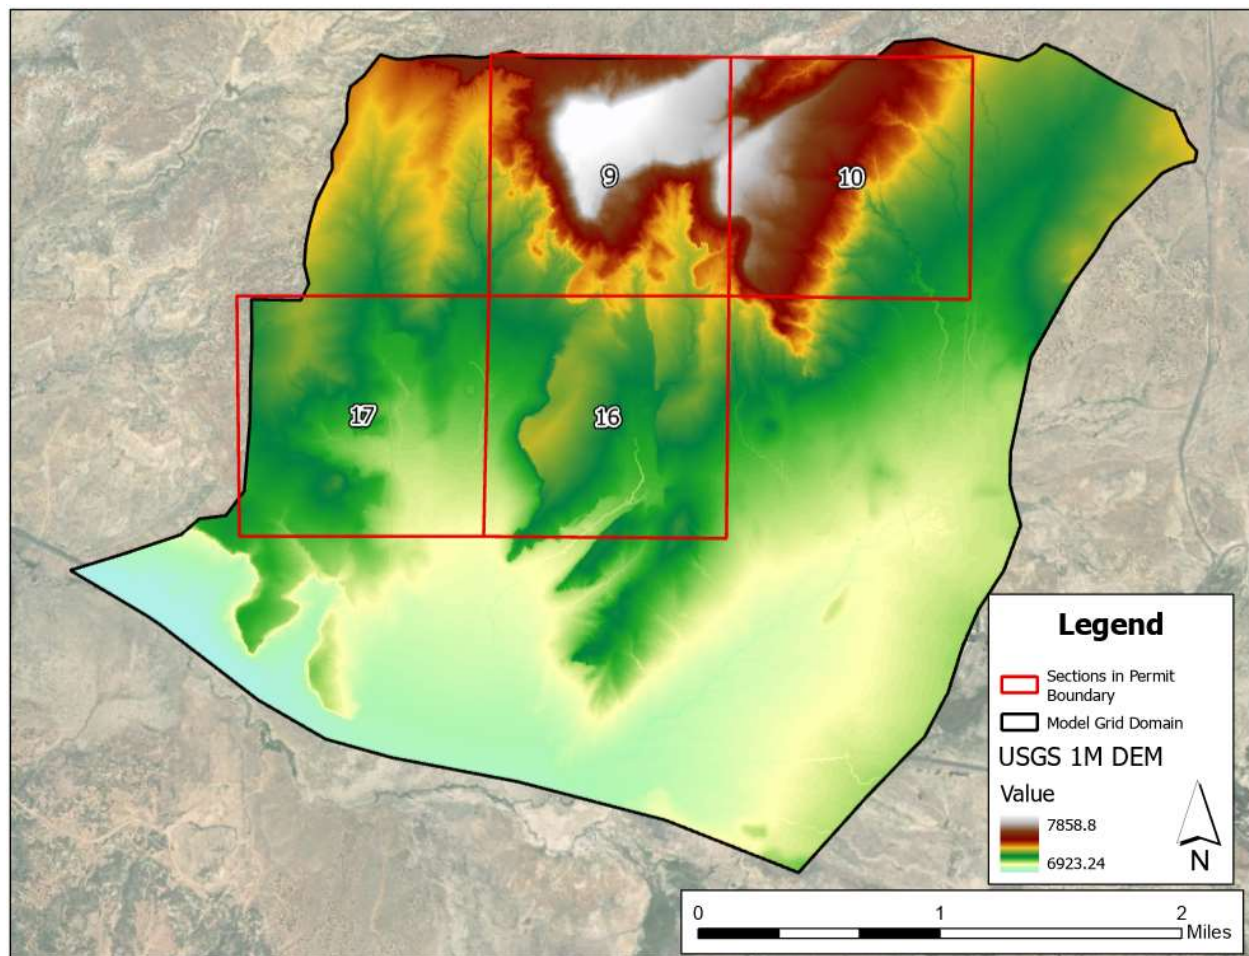 9
10
17
16
Legend
Sections in Permit
Boundary
Model Grid Domain
USGS 1M DEM
Value
7858.8
6923.24
N
0 1 2
Miles